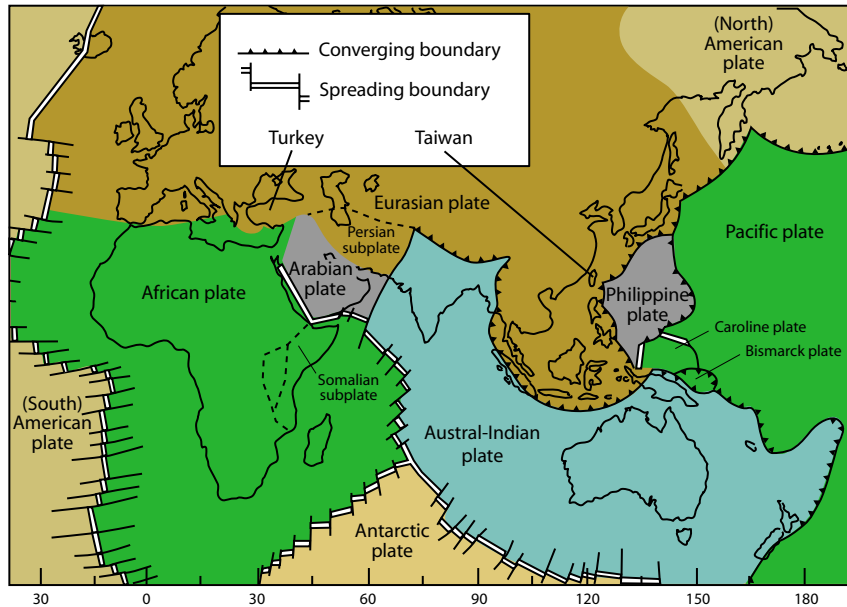 (North)
American
plate
Converging boundary
Spreading boundary
Turkey
Taiwan
Eurasian plate
Persian
subplate
Pacific plate
Arabian
plate
African plate
Philippine
plate
Caroline plate
Bismarck plate
Somalian
subplate
(South)
American
plate
Austral-Indian
plate
Antarctic
plate
30 0 30 60 90 120 150 180